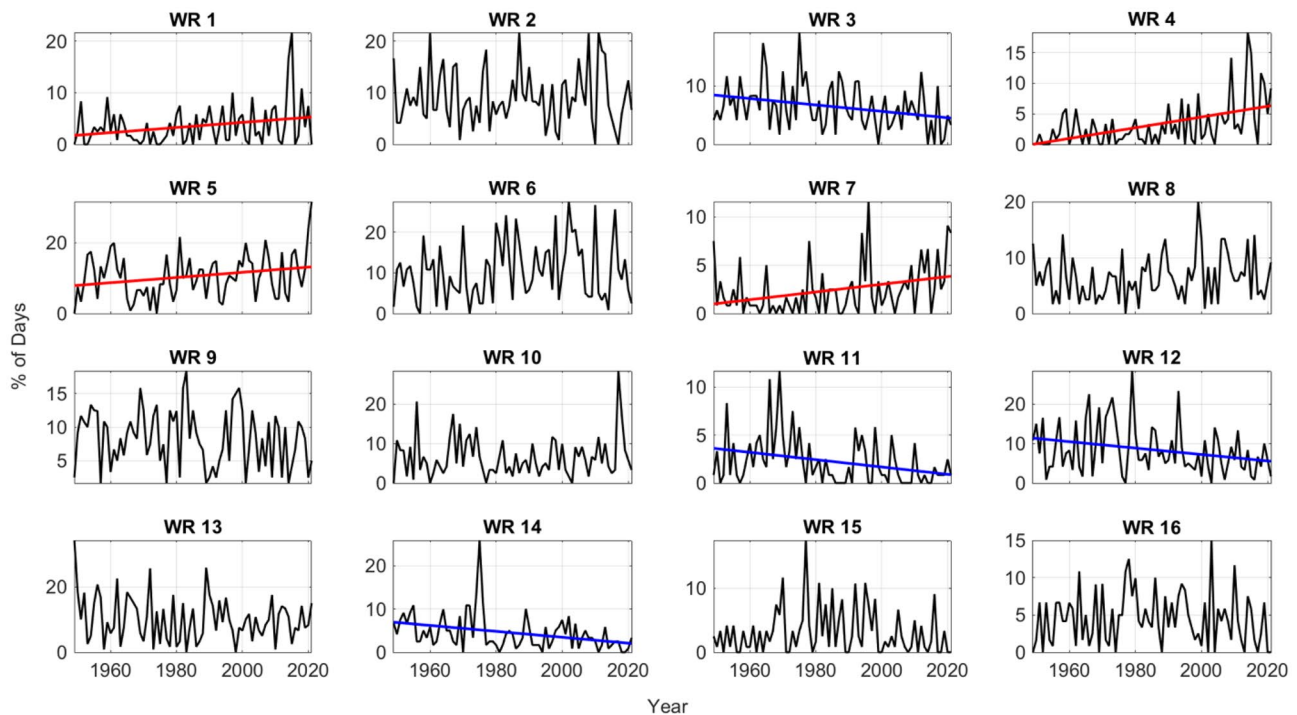 WR 1 WR 2 WR 3 WR 4
20 20 10 15
10 10 10
5
0 0 0 0
WR 5 WR 6 WR 7 WR 8
20 20 10 20
10 5 10
0 0 0 0
% of Days
WR 9 WR 10 WR 11 WR 12
15 20 10 20
10 10 5 10
5
0 0 0
WR 13 WR 14 WR 15 WR 16
20 20 10 15
10 10
5
0 0 0 0
1960 1980 2000 2020 1960 1980 2000 2020 1960 1980 2000 2020 1960 1980 2000 2020
Year